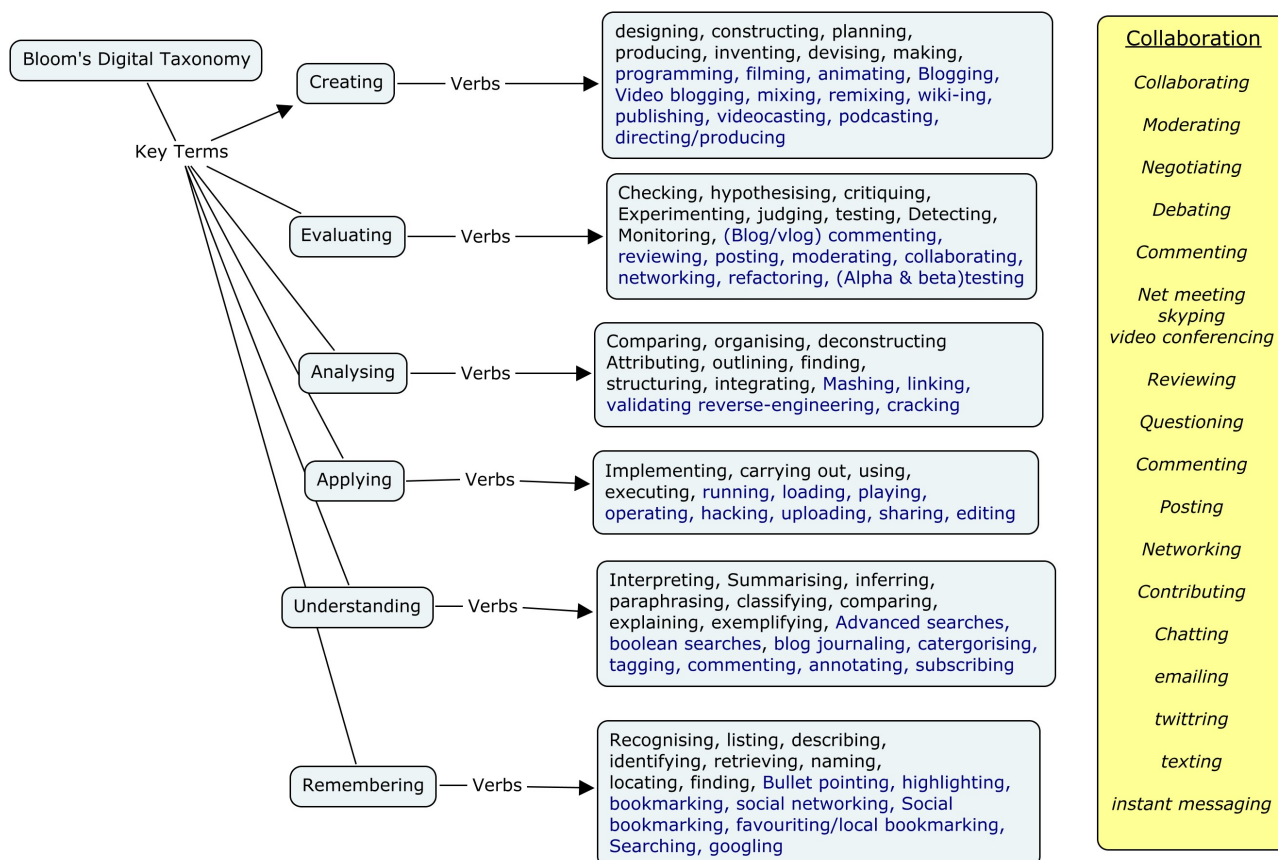 Bloom's Digital Taxonomy
Key Terms
Creating
Verbs
designing, constructing, planning,
producing, inventing, devising, making,
programming, filming, animating, Blogging,
Video blogging, mixing, remixing, wiki-ing,
publishing, videocasting, podcasting,
directing/producing
Evaluating
Verbs
Checking, hypothesising, critiquing,
Experimenting, judging, testing, Detecting,
Monitoring, (Blog/vlog) commenting,
reviewing, posting, moderating, collaborating,
networking, refactoring, (Alpha & beta)testing
Analysing
Verbs
Comparing, organising, deconstructing
Attributing, outlining, finding,
structuring, integrating, Mashing, linking,
validating reverse-engineering, cracking
Applying
Verbs
Implementing, carrying out, using,
executing, running, loading, playing,
operating, hacking, uploading, sharing, editing
Understanding
Verbs
Interpreting, Summarising, inferring,
paraphrasing, classifying, comparing,
explaining, exemplifying, Advanced searches,
boolean searches, blog journaling, catergorising,
tagging, commenting, annotating, subscribing
Remembering
Verbs
Recognising, listing, describing,
identifying, retrieving, naming,
locating, finding, Bullet pointing, highlighting,
bookmarking, social networking, Social
bookmarking, favouriting/local bookmarking,
Searching, googling
Collaboration
Collaborating
Moderating
Negotiating
Debating
Commenting
Net meeting
skyping
video conferencing
Reviewing
Questioning
Commenting
Posting
Networking
Contributing
Chatting
emailing
twittring
texting
instant messaging